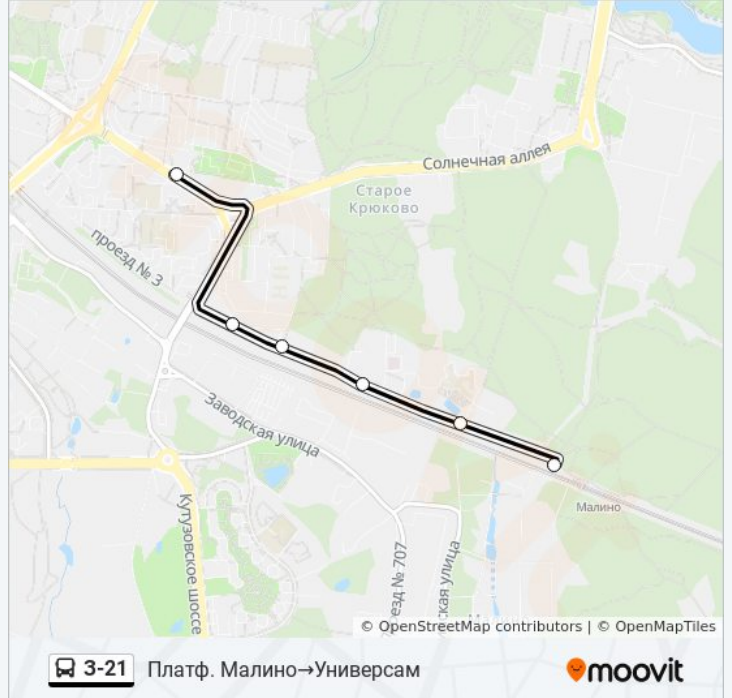 Солнечная аллея
Старое
Крюково
проезд № 3
Заводская улица
Малино
Кутузовское шоссе
езд № 707
ская улица
© OpenStreetMap contributors | © OpenMapTiles
3-21 Платф. Малино→Универсам
moovit